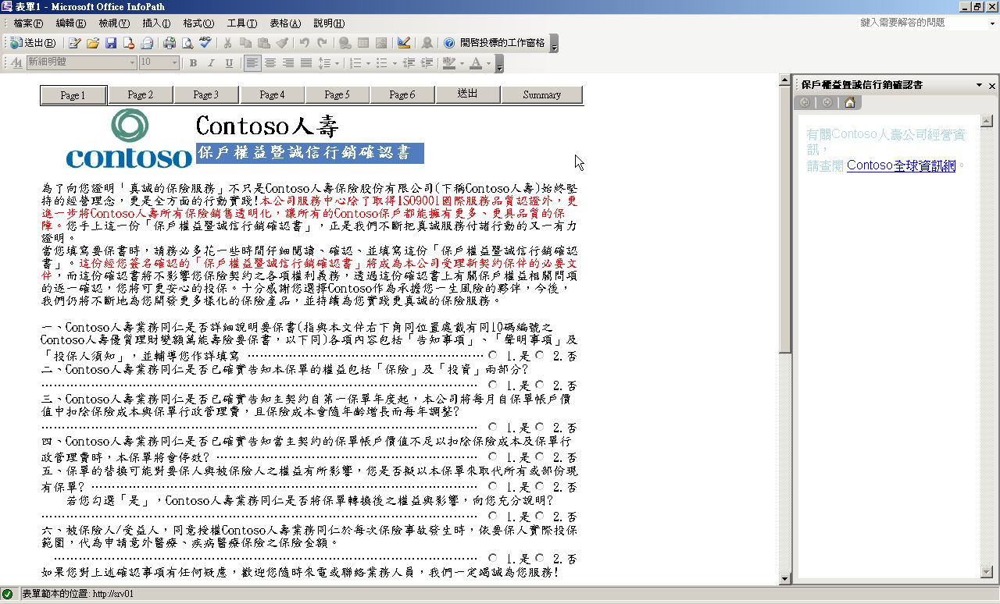 表單1 - Microsoft Office InfoPath
檔案(F) 編輯(E) 檢視(V) 插入(I) 格式(O) 工具(T) 表格(A) 說明(H)
鍵入需要解答的問題
送出(B) 開啓投標的工作窗格
新細明體 10 B I U
Page 1 Page 2 Page 3 Page 4 Page 5 Page 6 送出 Summary
保戶權益暨誠信行銷確認書
contoso
Contoso人壽
保戶權益暨誠信行銷確認書
有關Contoso人壽公司經營資
訊，
請查閱 Contoso全球資訊網。
為了向您證明「真誠的保險服務」不只是Contoso人壽保險股份有限公司(下稱Contoso人壽)始終堅
持的經營理念，更是全方面的行動實踐!本公司服務中心除了取得ISO9001國際服務品質認證外，更
進一步將Contoso人壽所有保險銷售透明化，讓所有的Contoso保戶都能擁有更多、更具品質的保
障。您手上這一份「保戶權益暨誠信行銷確認書」，正是我們不斷把真誠服務付諸行動的又一有力
證明。
當您填寫要保書時，請務必多花一些時間仔細閱讀、確認、並填寫這份「保戶權益暨誠信行銷確認
書」。這份經您簽名確認的「保戶權益暨誠信行銷確認書」將成為本公司受理新契約保件的必要文
件，而這份確認書將不影響您保險契約之各項權利義務，透過這份確認書上有關保戶權益相關問項
的逐一確認，您將可更安心的投保。十分感謝您選擇Contoso作為承擔您一生風險的夥伴，今後，
我們仍將不斷地為您開發更多樣化的保險產品，並持續為您實踐更真誠的保險服務。
一、Contoso人壽業務同仁是否詳細說明要保書(指與本文件右下角同位置處載有同10碼編號之
Contoso人壽優質理財變額萬能壽險要保書，以下同)各項內容包括「告知事項」、「聲明事項」及
「投保人須知」，並輔導您作詳填寫 ………………………………………… 1.是 2.否
二、Contoso人壽業務同仁是否已確實告知本保單的權益包括「保險」及「投資」兩部分?
………………………………………………………………………… 1.是 2.否
三、Contoso人壽業務同仁是否已確實告知主契約自第一保單年度起，本公司將每月自保單帳戶價
值中扣除保險成本與保單行政管理費，且保險成本會隨年齡增長而每年調整?
………………………………………………………………………… 1.是 2.否
四、Contoso人壽業務同仁是否已確實告知當主契約的保單帳戶價值不足以扣除保險成本及保單行
政管理費時，本保單將會停效? ……………………………………………… 1.是 2.否
五、保單的替換可能對要保人與被保險人之權益有所影響，您是否擬以本保單來取代所有或部份現
有保單? ……………………………………………………………………… 1.是 2.否
若您勾選「是」，Contoso人壽業務同仁是否將保單轉換後之權益與影響，向您充分說明?
………………………………………………………………………… 1.是 2.否
六、被保險人/受益人，同意授權Contoso人壽業務同仁於每次保險事故發生時，依要保人實際投保
範圍，代為申請意外醫療、疾病醫療保險之保險金額。
………………………………………………………………………… 1.是 2.否
如果您對上述確認事項有任何疑慮，歡迎您隨時來電或聯絡業務人員，我們一定竭誠為您服務!
表單範本的位置: http://srv01